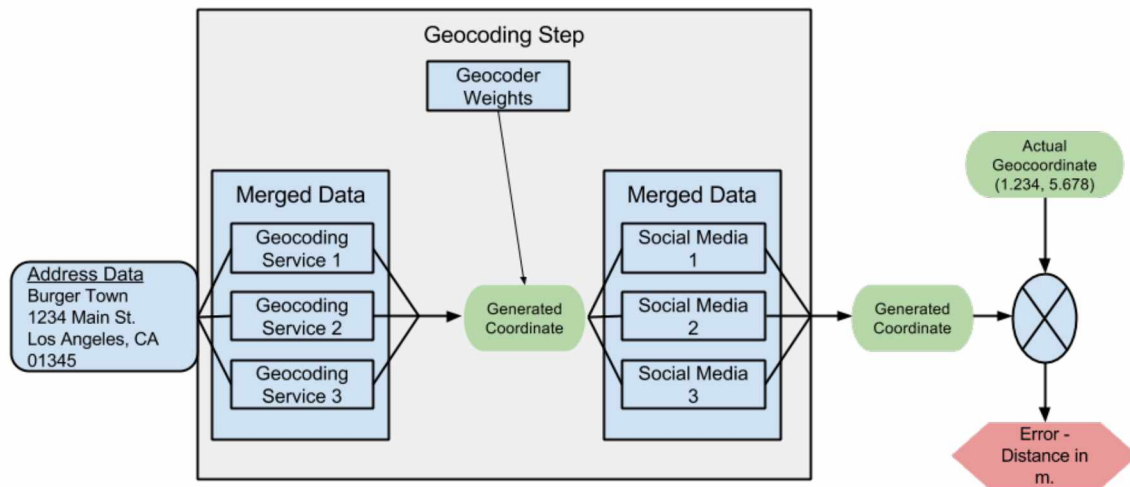 Geocoding Step
Geocoder
Weights
Merged Data
Geocoding
Service 1
Geocoding
Service 2
Geocoding
Service 3
Address Data
Burger Town
1234 Main St.
Los Angeles, CA
01345
Generated
Coordinate
Merged Data
Social Media
1
Social Media
2
Social Media
3
Generated
Coordinate
Actual
Geocoordinate
(1.234, 5.678)
Error -
Distance in
m.